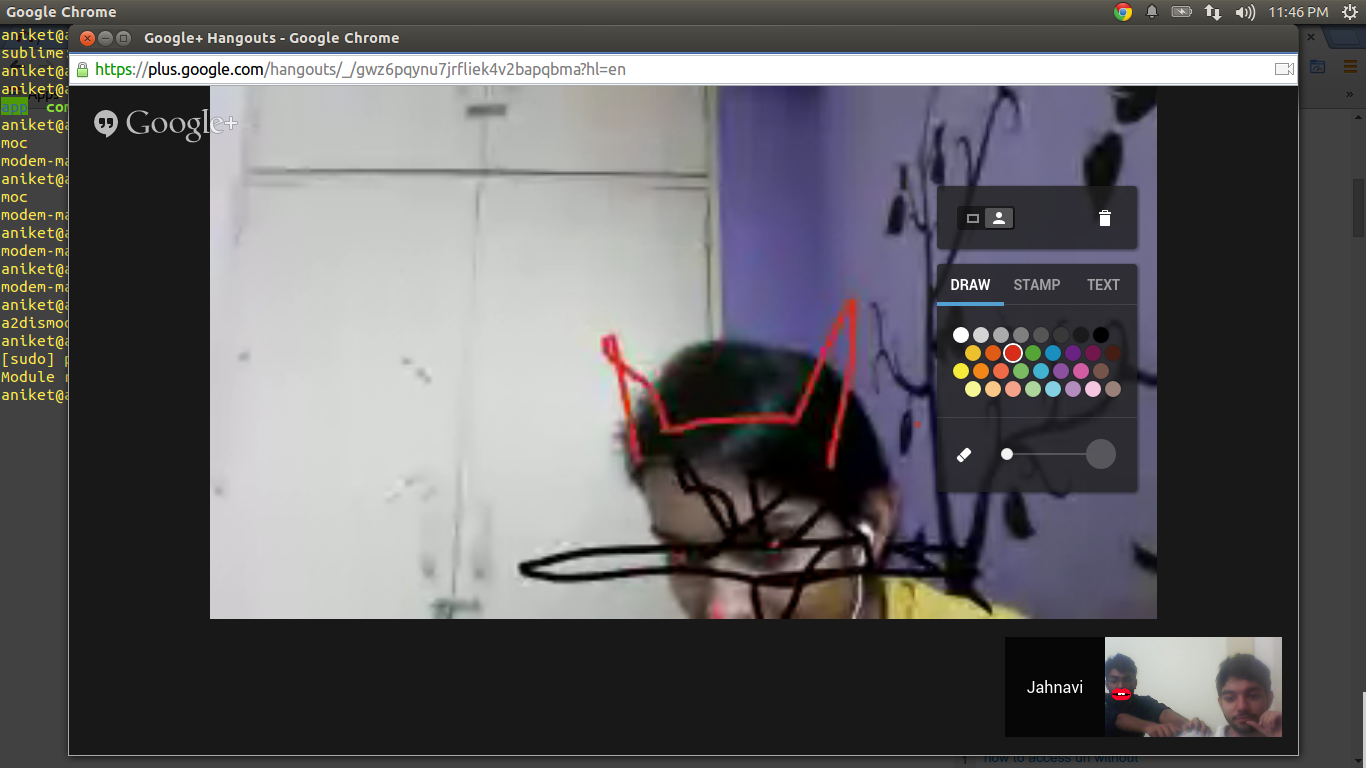 Google Chrome
11:46 PM
Google+ Hangouts - Google Chrome
https://plus.google.com/hangouts/_/gwz6pqynu7jrfliek4v2bapqbma?hl=en
aniket@a
sublime
aniket@a
aniket@a
app com
Apps
aniket@a
moc
modem-ma
aniket@a
moc
modem-ma
aniket@a
modem-ma
aniket@a
modem-ma
aniket@a
a2dismod
aniket@a
[sudo] p
Module
aniket@a
Google+
DRAW STAMP TEXT
Jahnavi
how to access url without